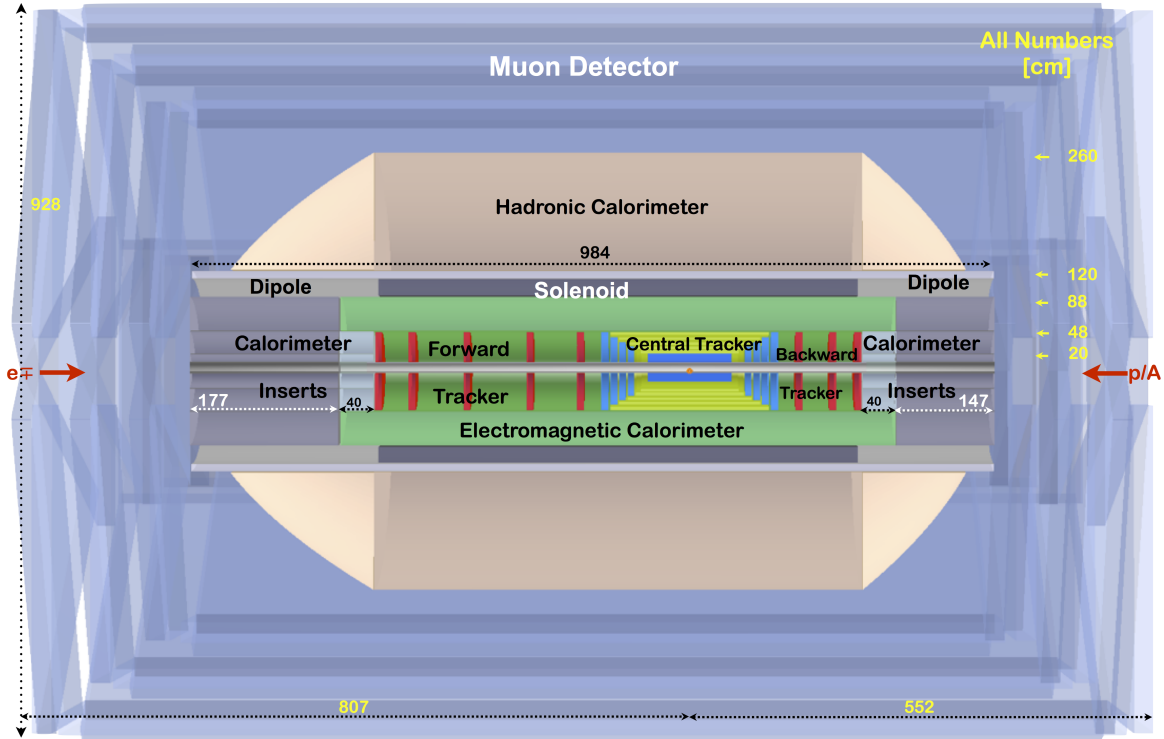 All Numbers
[cm]
Muon Detector
260
928
Hadronic Calorimeter
984
120
Dipole
Solenoid
Dipole
88
48
Calorimeter
Forward
Central Tracker
Backward
Calorimeter
20
e∓
p/A
Inserts
Tracker
Tracker
Inserts
177
40
40
147
Electromagnetic Calorimeter
807
552